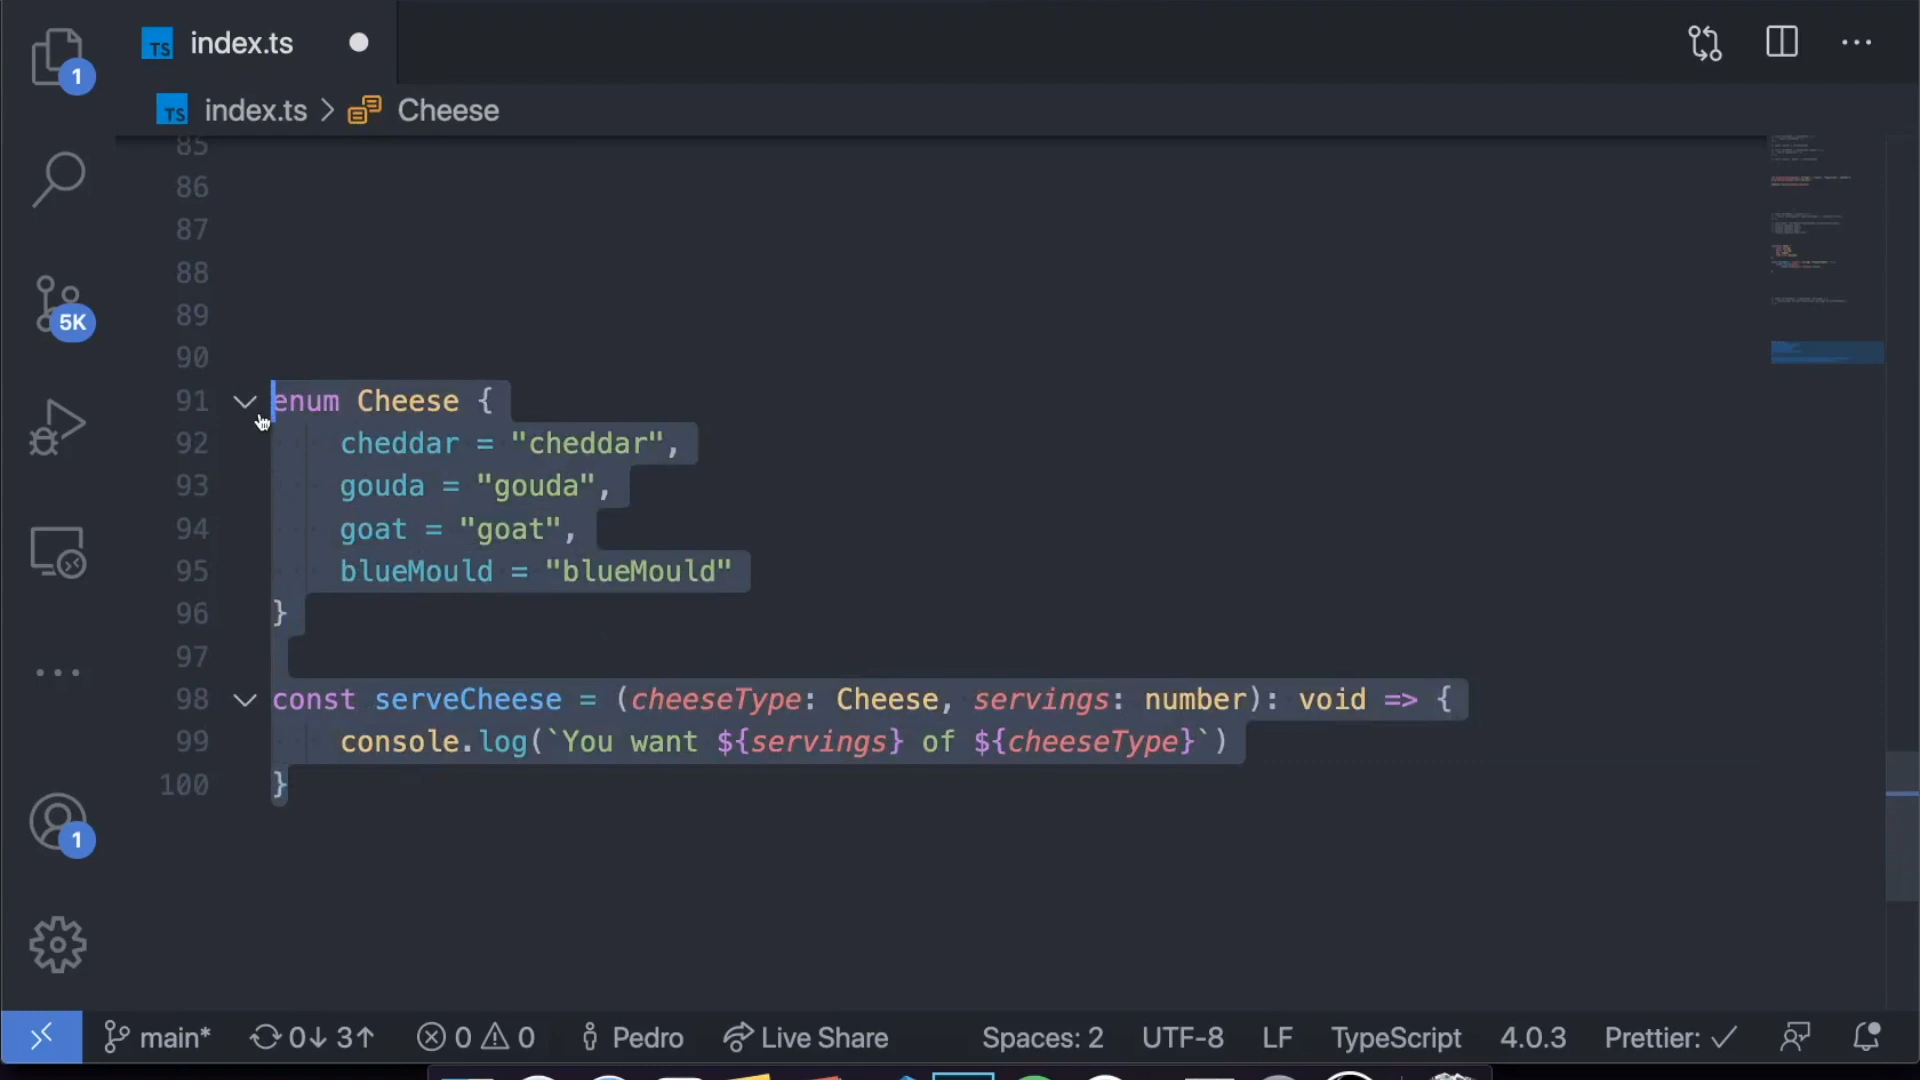 TS index.ts
1
TS index.ts > Cheese
85
86
87
88
89
90
91 enum Cheese {
92 cheddar = "cheddar",
93 gouda = "gouda",
94 goat = "goat",
95 blueMould = "blueMould"
96 }
97
98 const serveCheese = (cheeseType: Cheese, servings: number): void => {
99 console.log(`You want ${servings} of ${cheeseType}`)
100 }
5K
1
main* 0↓ 3↑ 0 0 Pedro Live Share Spaces: 2 UTF-8 LF TypeScript 4.0.3 Prettier: ✓